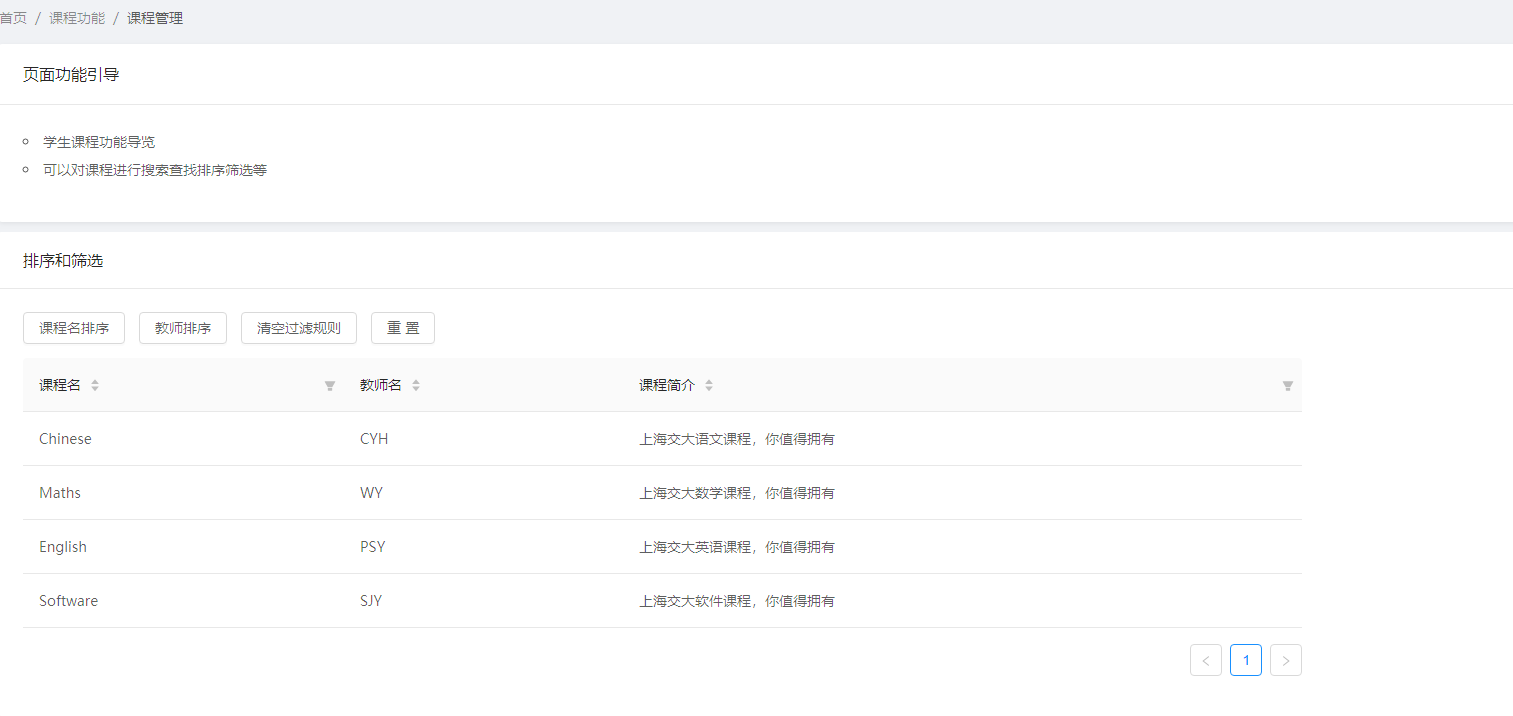 首页 / 课程功能 / 课程管理
页面功能引导
学生课程功能导览
可以对课程进行搜索查找排序筛选等
排序和筛选
课程名排序 教师排序 清空过滤规则 重 置
课程名 教师名 课程简介
Chinese CYH 上海交大语文课程，你值得拥有
Maths WY 上海交大数学课程，你值得拥有
English PSY 上海交大英语课程，你值得拥有
Software SJY 上海交大软件课程，你值得拥有
< 1 >